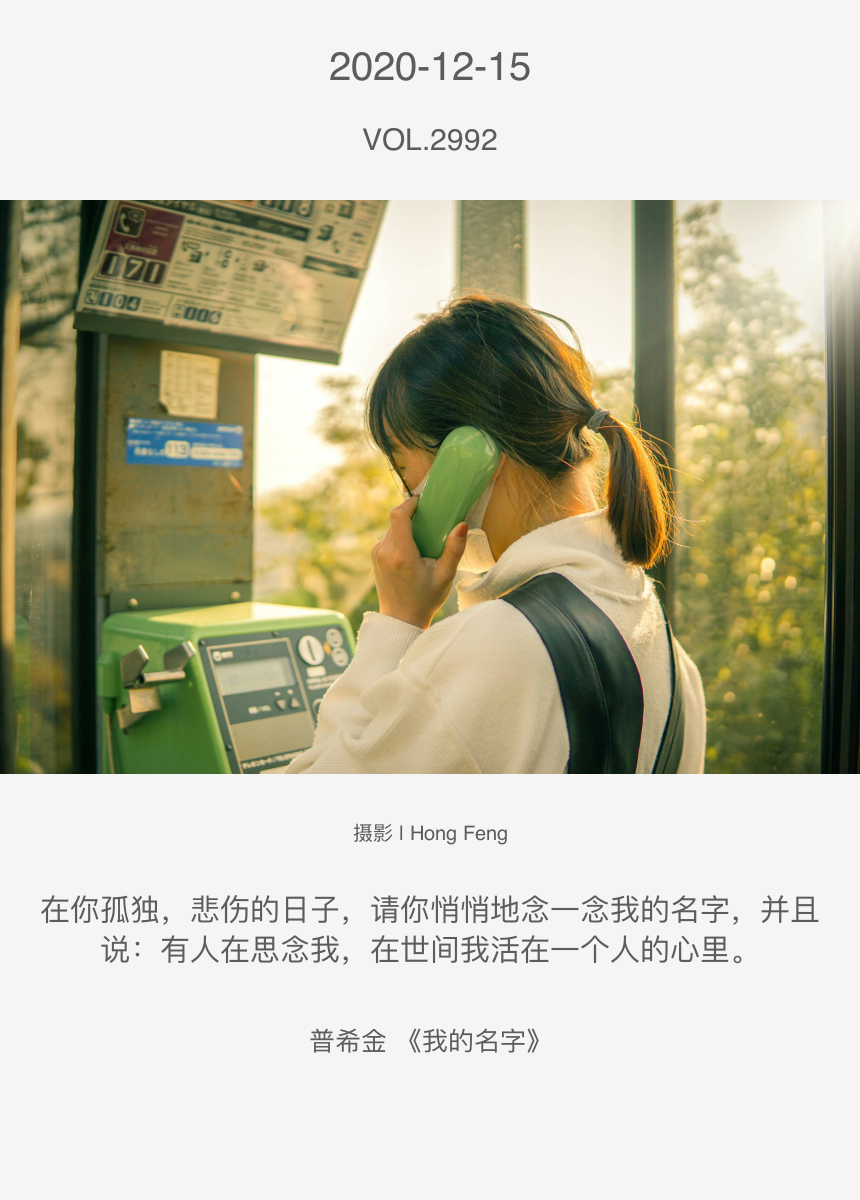 2020-12-15
VOL.2992
171
104
113
摄影 | Hong Feng
在你孤独，悲伤的日子，请你悄悄地念一念我的名字，并且
说：有人在思念我，在世间我活在一个人的心里。
普希金 《我的名字》